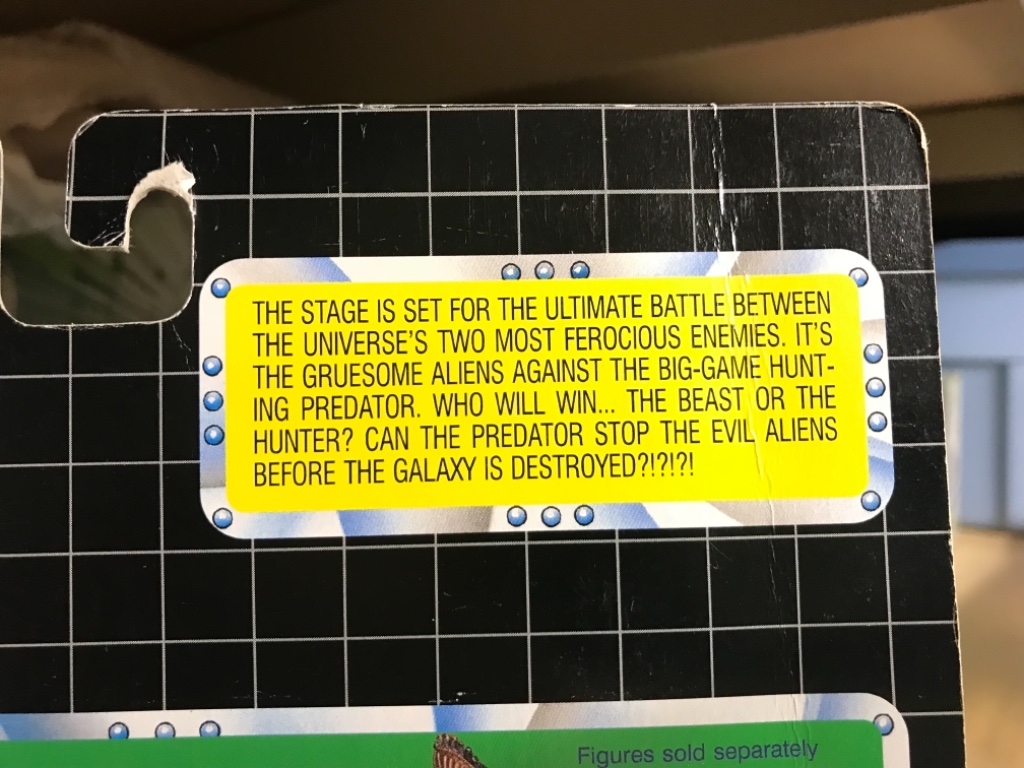 THE STAGE IS SET FOR THE ULTIMATE BATTLE BETWEEN
THE UNIVERSE'S TWO MOST FEROCIOUS ENEMIES. IT'S
THE GRUESOME ALIENS AGAINST THE BIG-GAME HUNT-
ING PREDATOR. WHO WILL WIN... THE BEAST OR THE
HUNTER? CAN THE PREDATOR STOP THE EVIL ALIENS
BEFORE THE GALAXY IS DESTROYED?!?!?!
Figures sold separately